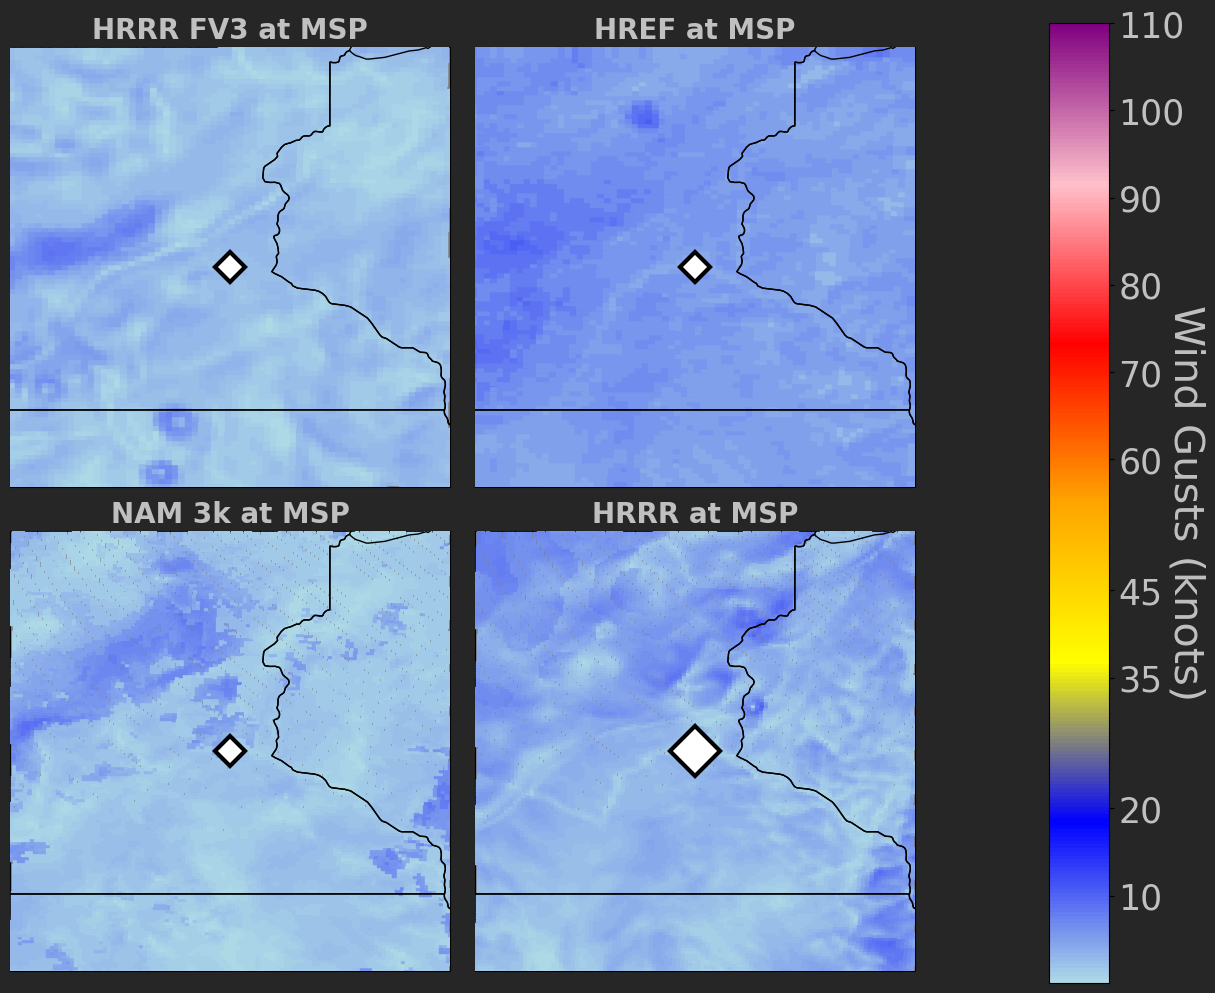 HRRR FV3 at MSP
HREF at MSP
NAM 3k at MSP
HRRR at MSP
110
100
90
80
70
60
45
35
20
10
Wind Gusts (knots)